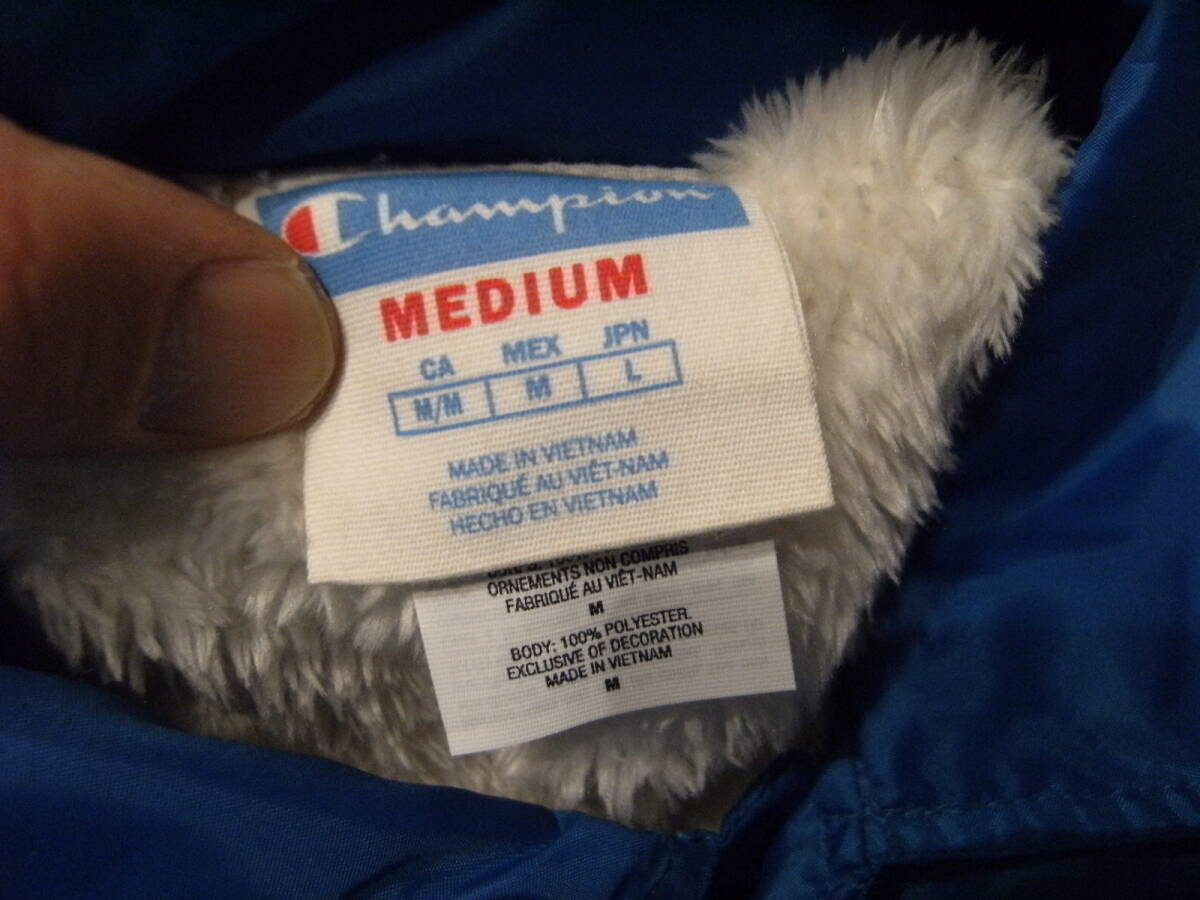 Champion
MEDIUM
CA MEX JPN
M/M M L
MADE IN VIETNAM
FABRIQUÉ AU VIÊT-NAM
HECHO EN VIETNAM
ORNEMENTS NON COMPRIS
FABRIQUÉ AU VIÊT-NAM
M
BODY: 100% POLYESTER.
EXCLUSIVE OF DECORATION
MADE IN VIETNAM
M